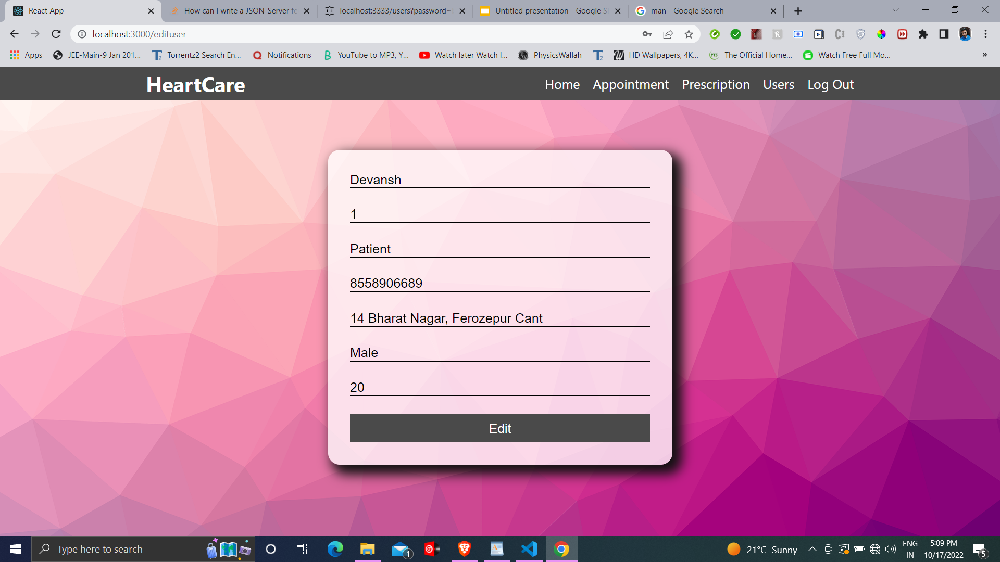 React App
How can I write a JSON-Server fe
localhost:3333/users?password=
Untitled presentation - Google Sl
man - Google Search
localhost:3000/edituser
Apps
JEE-Main-9 Jan 201...
Torrentz2 Search En...
Notifications
YouTube to MP3, Y...
Watch later Watch l...
PhysicsWallah
HD Wallpapers, 4K...
The Official Home...
Watch Free Full Mo...
»
HeartCare
Home Appointment Prescription Users Log Out
Devansh
1
Patient
8558906689
14 Bharat Nagar, Ferozepur Cant
Male
20
Edit
Type here to search
1
21°C Sunny
ENG
IN
5:09 PM
10/17/2022
5